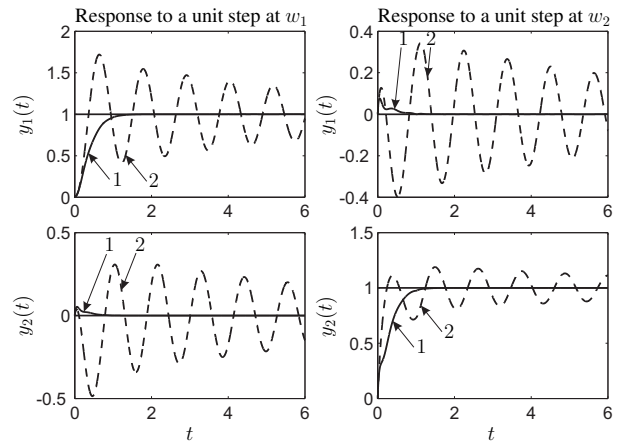 Response to a unit step at w₁
Response to a unit step at w₂
2
1.5
1
0.5
0
0 2 4 6
y₁(t)
1
2
0.4
0.2
0
-0.2
-0.4
0 2 4 6
y₁(t)
1
2
0.5
0
-0.5
0 2 4 6
y₂(t)
t
1
2
1.5
1
0.5
0
0 2 4 6
y₂(t)
t
1
2